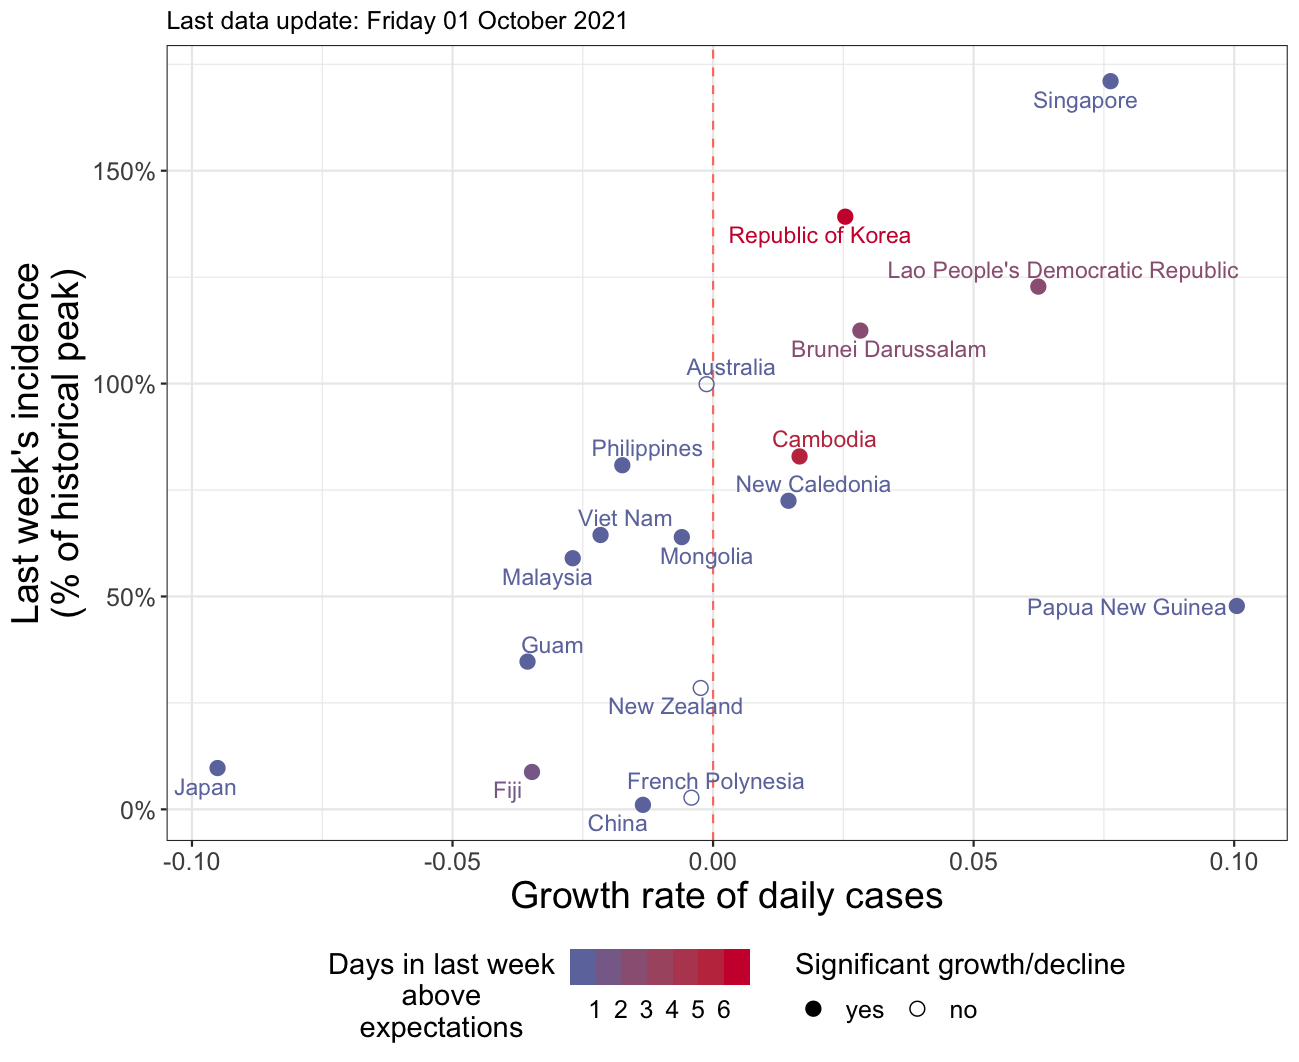 Last data update: Friday 01 October 2021
Singapore
150%
Republic of Korea
Lao People's Democratic Republic
Brunei Darussalam
Australia
100%
Cambodia
Philippines
New Caledonia
Viet Nam
Mongolia
Malaysia
50%
Papua New Guinea
Guam
New Zealand
Japan
Fiji
French Polynesia
0%
China
Last week's incidence
(% of historical peak)
-0.10 -0.05 0.00 0.05 0.10
Growth rate of daily cases
Days in last week
above
expectations
1 2 3 4 5 6
Significant growth/decline
yes no